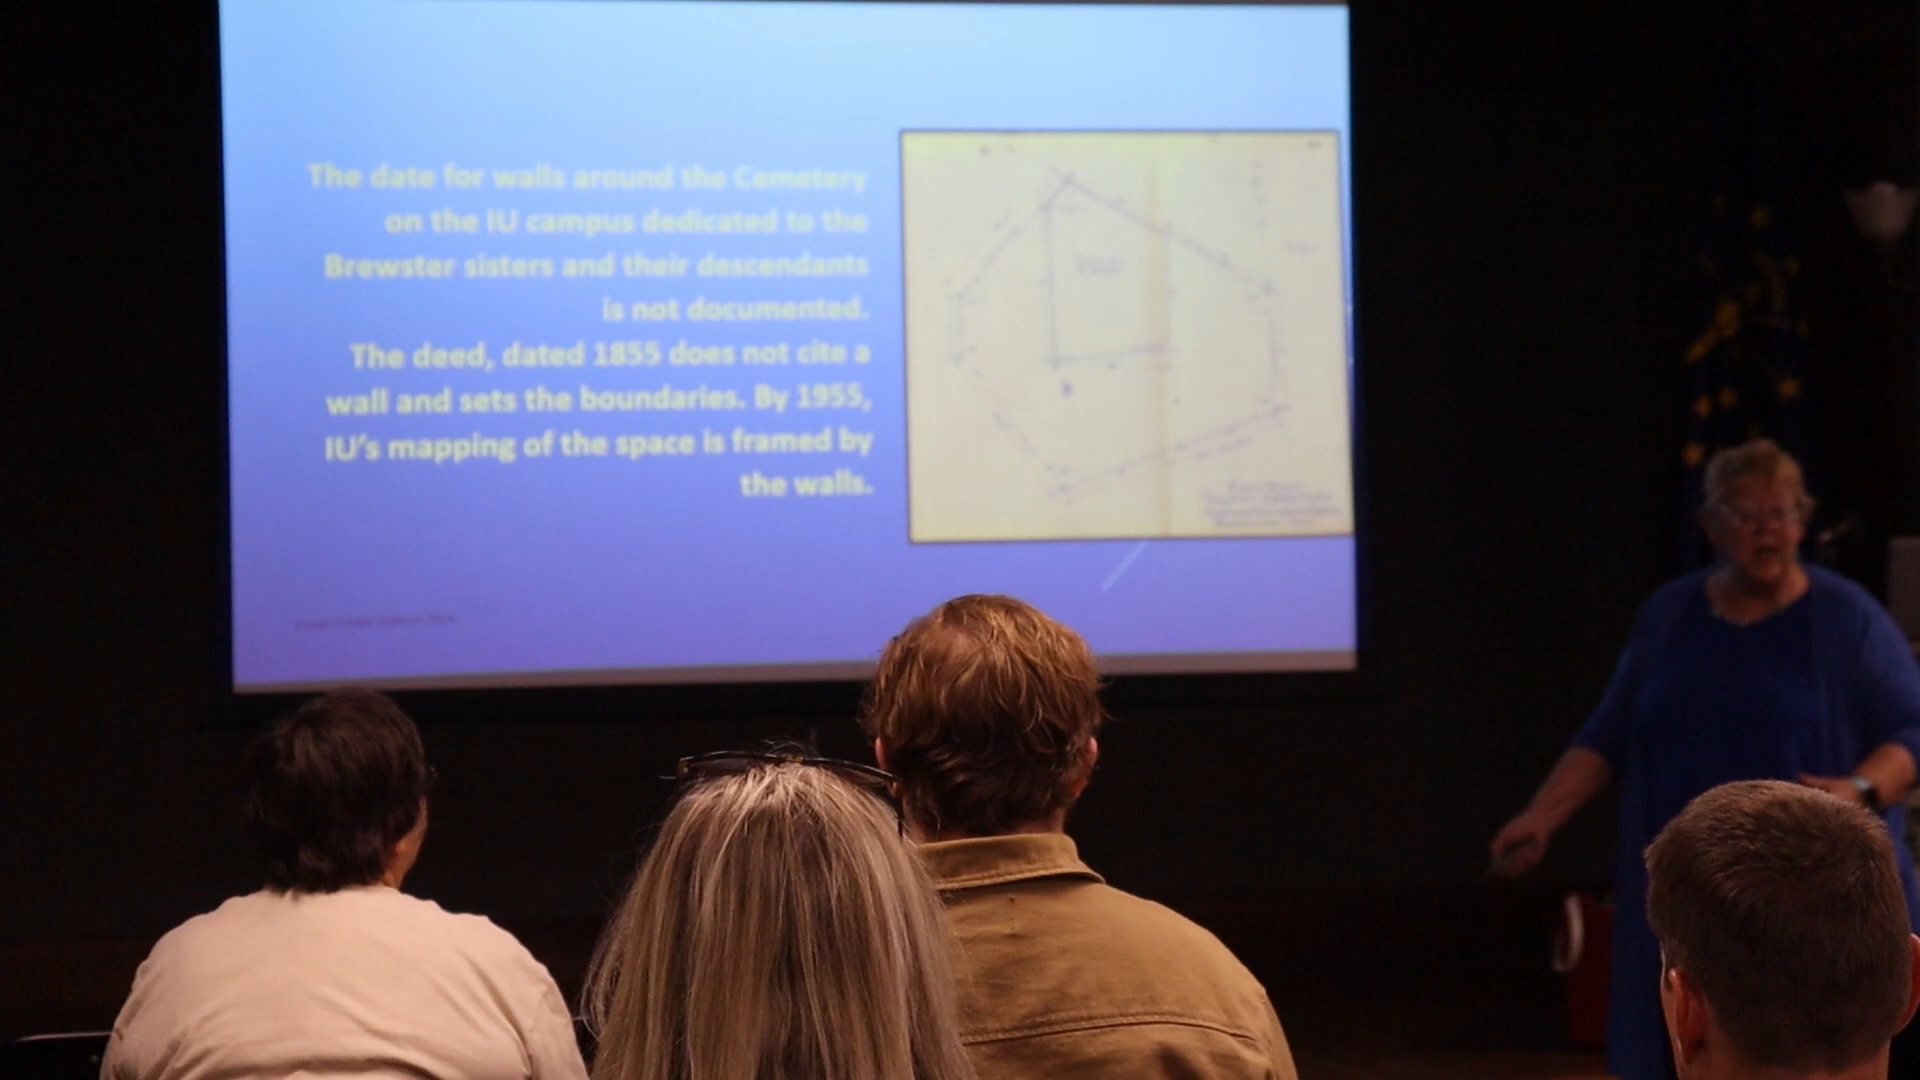 The date for walls around the Cemetery
on the IU campus dedicated to the
Brewster sisters and their descendants
is not documented.
The deed, dated 1855 does not cite a
wall and sets the boundaries. By 1955,
IU's mapping of the space is framed by
the walls.